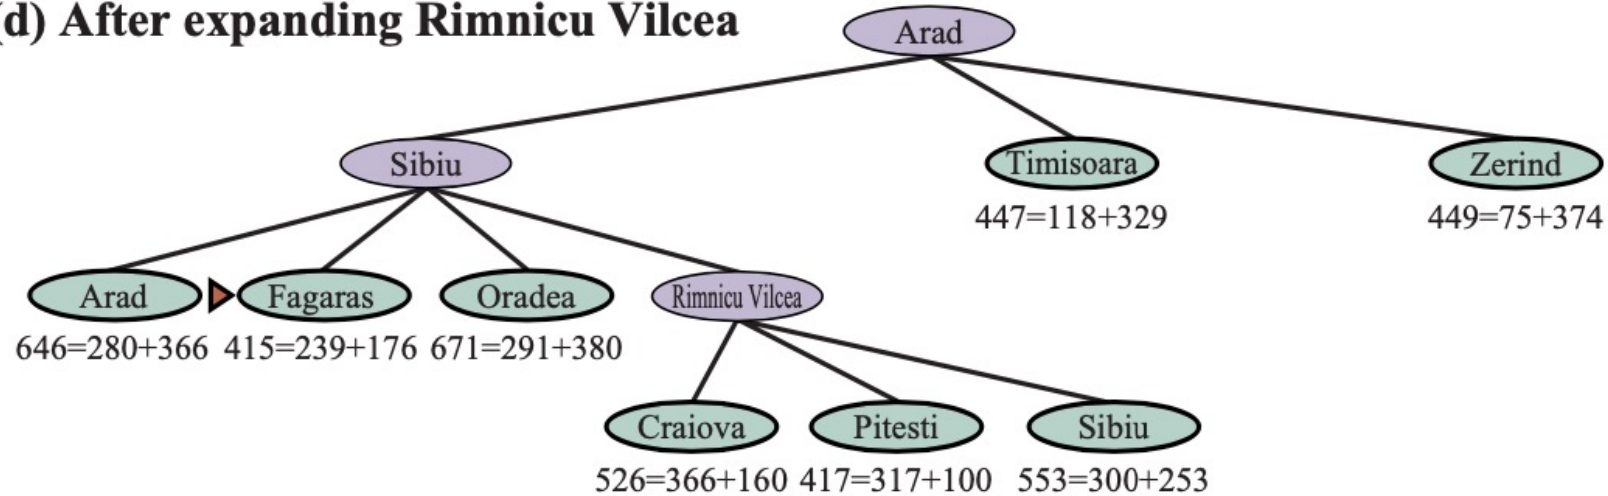 (d) After expanding Rimnicu Vilcea
Arad
Sibiu
Timisoara
Zerind
447=118+329
449=75+374
Arad
Fagaras
Oradea
Rimnicu Vilcea
646=280+366
415=239+176
671=291+380
Craiova
Pitesti
Sibiu
526=366+160
417=317+100
553=300+253